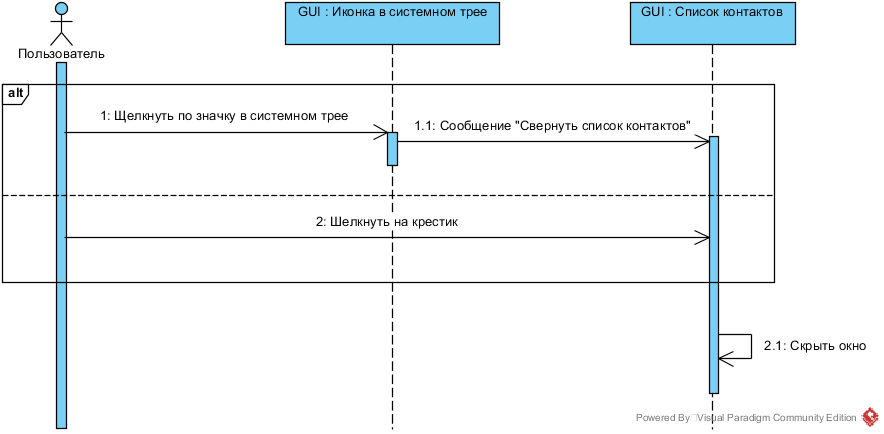 GUI : Иконка в системном трее
GUI : Список контактов
Пользователь
alt
1: Щелкнуть по значку в системном трее
1.1: Сообщение "Свернуть список контактов"
2: Шелкнуть на крестик
2.1: Скрыть окно
Powered By Visual Paradigm Community Edition